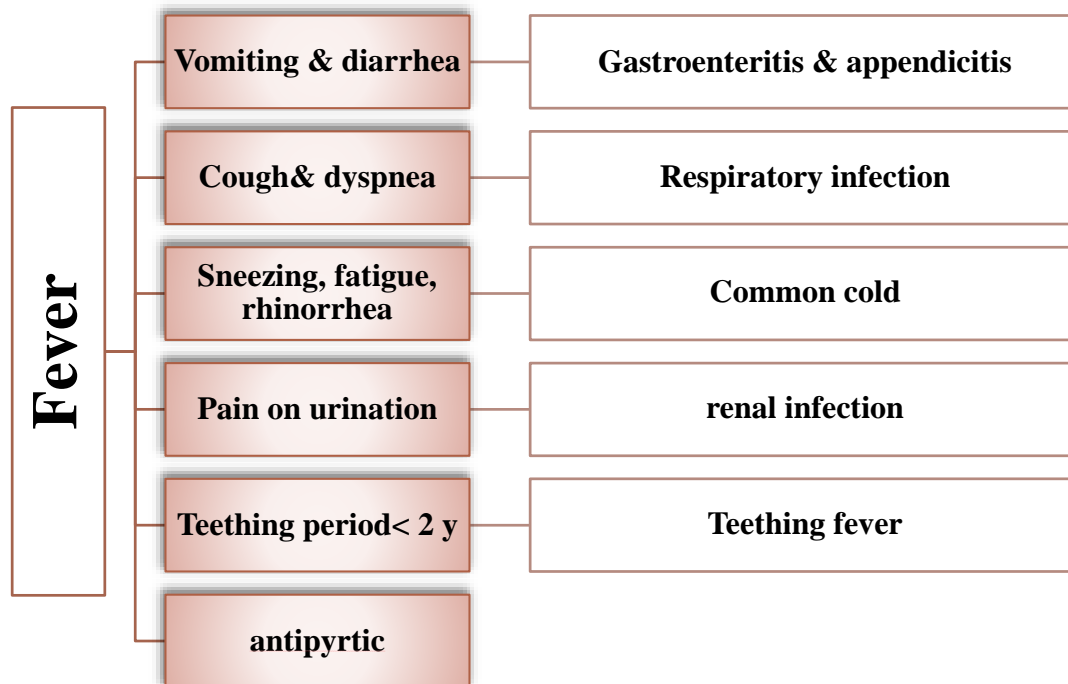 Fever
Vomiting & diarrhea
Gastroenteritis & appendicitis
Cough& dyspnea
Respiratory infection
Sneezing, fatigue,
rhinorrhea
Common cold
Pain on urination
renal infection
Teething period< 2 y
Teething fever
antipyrtic